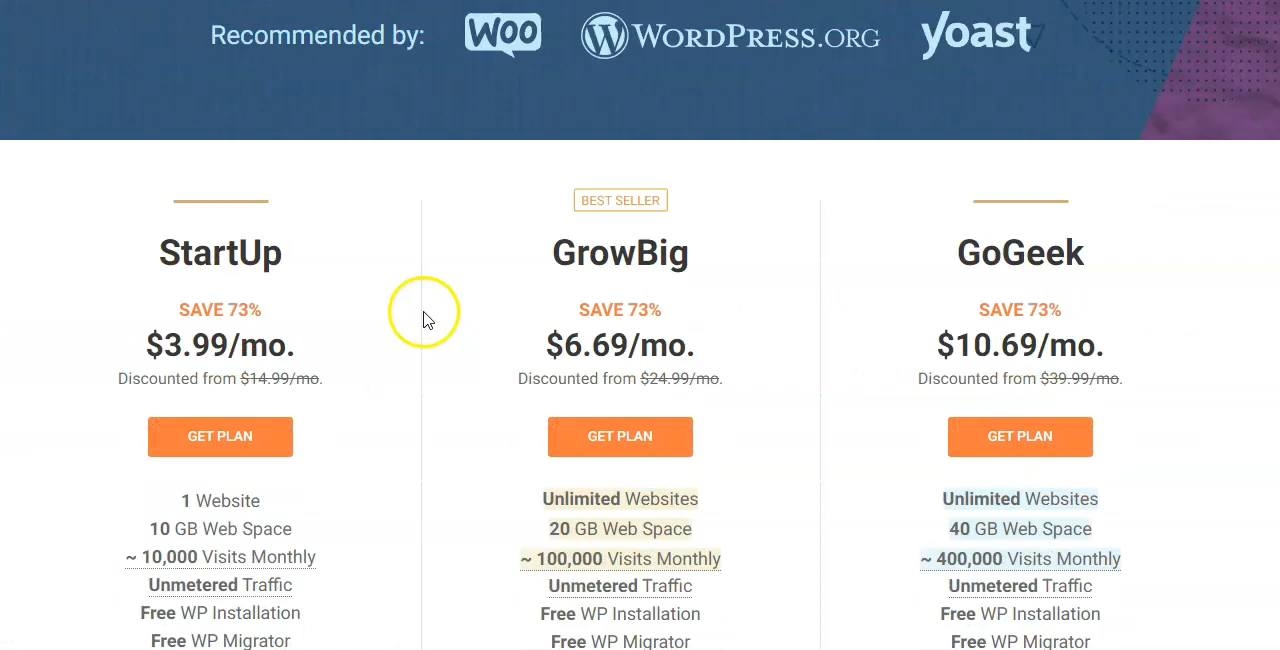 Recommended by: WOO WORDPRESS.ORG yoast
BEST SELLER
StartUp
SAVE 73%
$3.99/mo.
Discounted from $14.99/mo.
GET PLAN
1 Website
10 GB Web Space
~ 10,000 Visits Monthly
Unmetered Traffic
Free WP Installation
Free WP Migrator
GrowBig
SAVE 73%
$6.69/mo.
Discounted from $24.99/mo.
GET PLAN
Unlimited Websites
20 GB Web Space
~ 100,000 Visits Monthly
Unmetered Traffic
Free WP Installation
Free WP Migrator
GoGeek
SAVE 73%
$10.69/mo.
Discounted from $39.99/mo.
GET PLAN
Unlimited Websites
40 GB Web Space
~ 400,000 Visits Monthly
Unmetered Traffic
Free WP Installation
Free WP Migrator